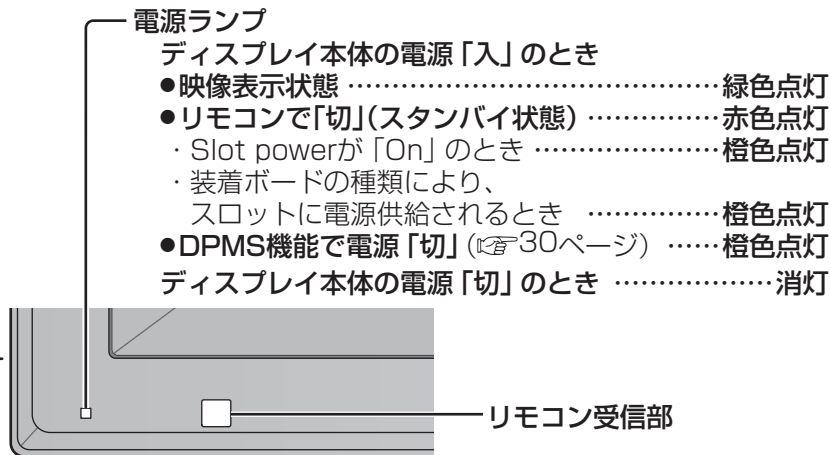 電源ランプ
ディスプレイ本体の電源「入」のとき
●映像表示状態 ………………………………… 緑色点灯
●リモコンで「切」(スタンバイ状態) …………… 赤色点灯
・Slot powerが「On」のとき ………………… 橙色点灯
・装着ボードの種類により、
スロットに電源供給されるとき …………… 橙色点灯
●DPMS機能で電源「切」(☞30ページ) …… 橙色点灯
ディスプレイ本体の電源「切」のとき ……………… 消灯
リモコン受信部